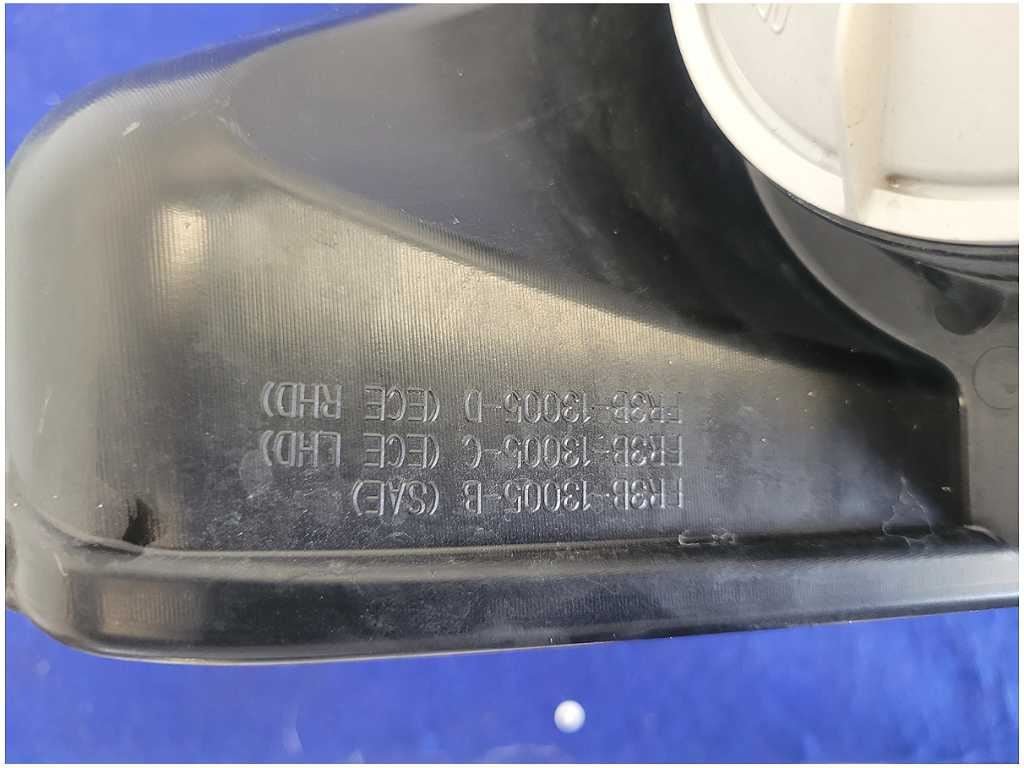 FR3B-13005-B (SAE)
FR3B-13005-C (ECE LHD)
FR3B-13005-D (ECE RHD)